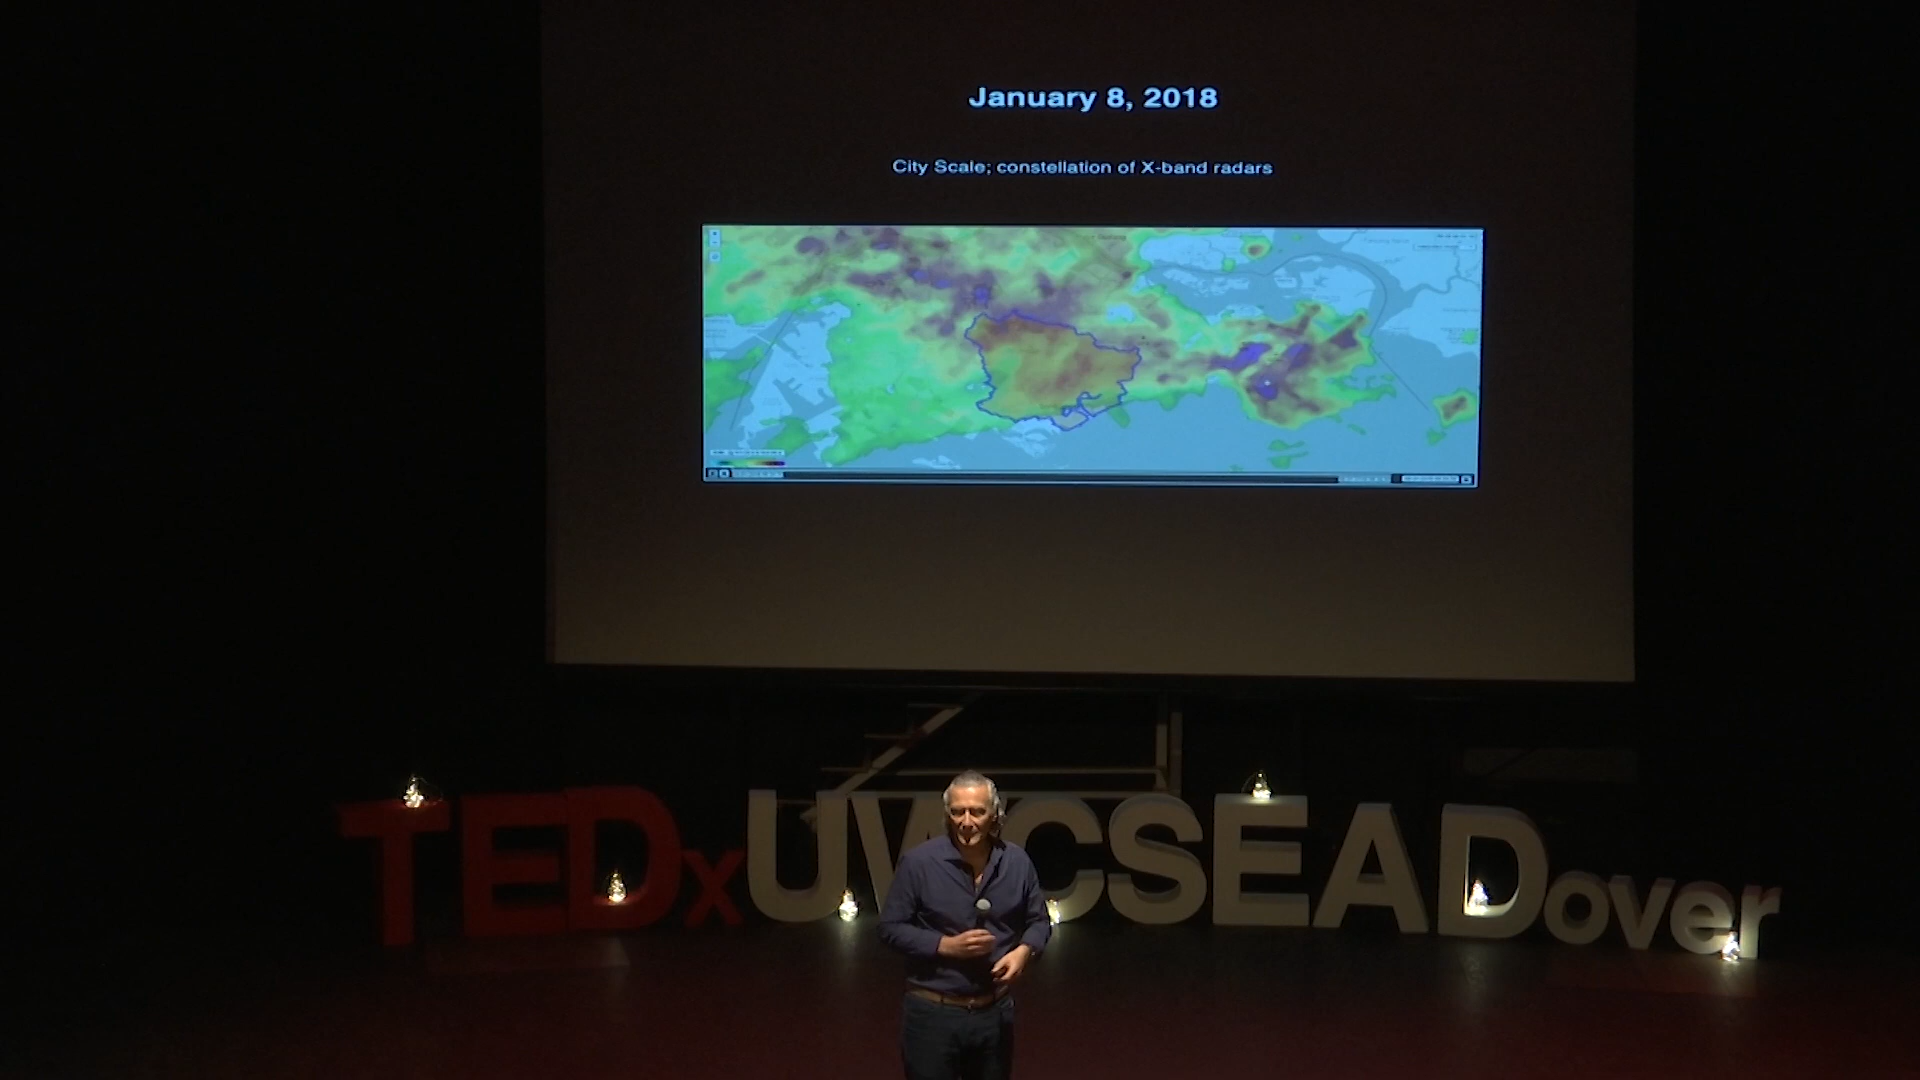 January 8, 2018
City Scale; constellation of X-band radars
TEDxUWCSEADover